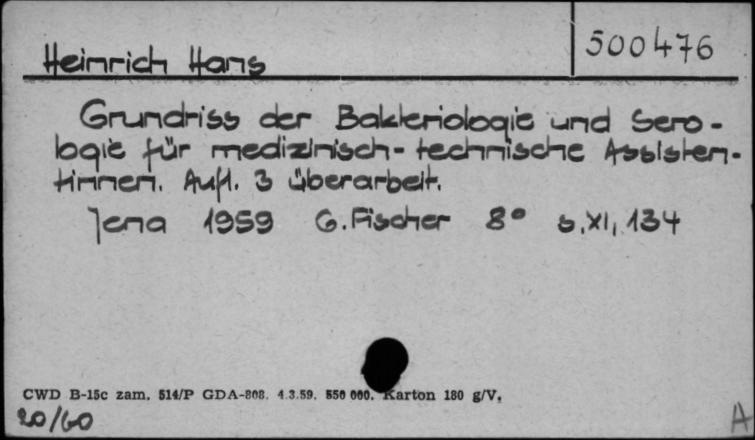 Heinrich Hans
500476
Grundriss der Bakteriologie und Sero-
logie für medizinisch-technische Assisten-
tinnen. Aufl. 3 überarbeit.
Jena 1959 G. Fischer 8° s. XI, 134
CWD B-15c zam. 514/P GDA-808. 4.3.59. 550 000. Karton 180 g/V.
20/60
A